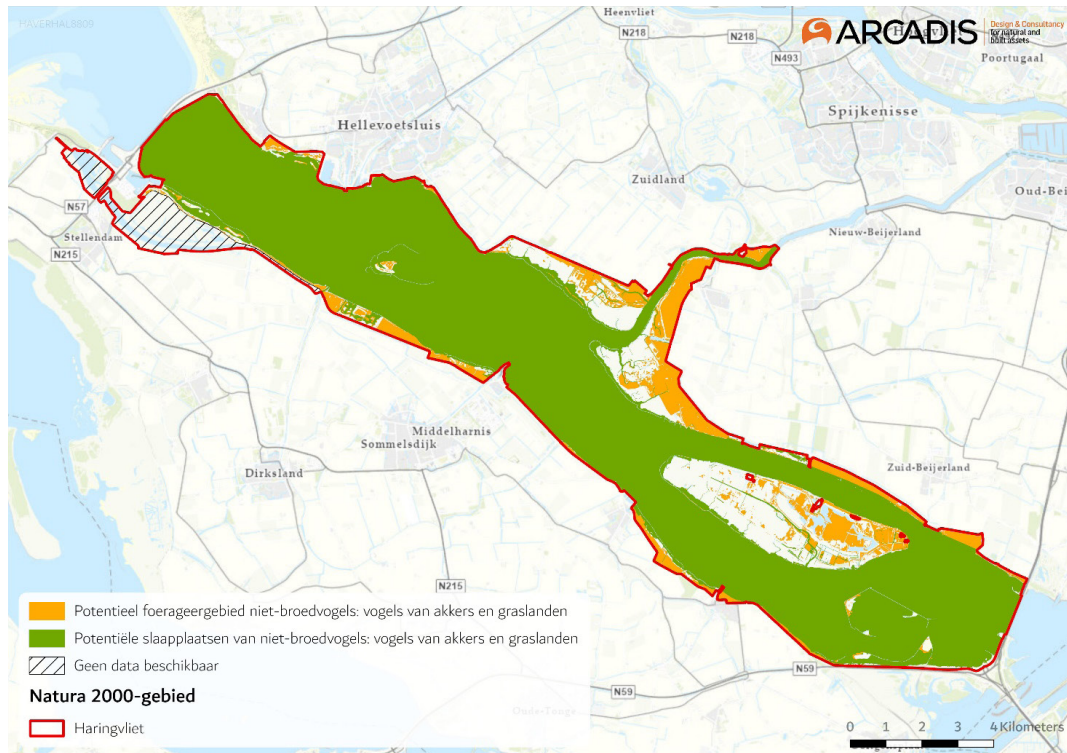 HAVERHALB809
Heenvliet
N218
N218
N493
ARCADIS
Design & Consultancy
for natural and
built assets
Poortugaal
Spijkenisse
Hellevoetsluis
Zuidland
Oud-Bei
Nieuw-Beijerland
N57
Stellendam
N215
Middelharnis
Sommelsdijk
Dirksland
Zuid-Beijerland
N215
N59
N59
Oude-Tonge
Potentieel foerageergebied niet-broedvogels: vogels van akkers en graslanden
Potentiële slaapplaatsen van niet-broedvogels: vogels van akkers en graslanden
Geen data beschikbaar
Natura 2000-gebied
Haringvliet
0 1 2 3 4 Kilometers